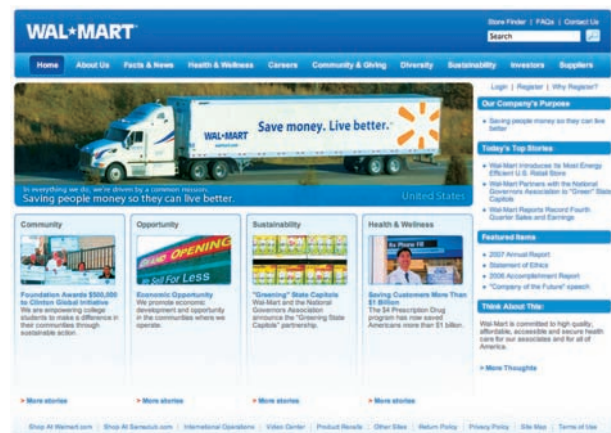 WAL★MART
Store Finder | FAQs | Contact Us
Search
Home About Us Facts & News Health & Wellness Careers Community & Giving Diversity Sustainability Investors Suppliers
Login | Register | Why Register?
WAL-MART Save money. Live better.
walmart.com
In everything we do, we're driven by a common mission:
Saving people money so they can live better.
United States
Community
Foundation Awards $500,000
to Clinton Global Initiative
We are empowering college
students to make a difference in
their communities through
sustainable action.
> More stories
Opportunity
GRAND OPENING
We Sell For Less
Economic Opportunity
We promote economic
development and opportunity
in the communities where we
operate.
> More stories
Sustainability
"Greening" State Capitols
Wal-Mart and the National
Governors Association
announce the "Greening State
Capitols" partnership.
> More stories
Health & Wellness
Rx Phone Fill
Saving Customers More Than
$1 Billion
The $4 Prescription Drug
program has now saved
Americans more than $1 billion.
> More stories
Our Company's Purpose
Saving people money so they can live
better
Today's Top Stories
Wal-Mart Introduces Its Most Energy
Efficient U.S. Retail Store
Wal-Mart Partners with the National
Governors Association to "Green" State
Capitols
Wal-Mart Reports Record Fourth
Quarter Sales and Earnings
Featured Items
2007 Annual Report
Statement of Ethics
2006 Accomplishment Report
"Company of the Future" speech
Think About This:
Wal-Mart is committed to high quality,
affordable, accessible and secure health
care for our associates and for all of
America.
> More Thoughts
Shop At Walmart.com | Shop At Samsclub.com | International Operations | Video Center | Product Recalls | Other Sites | Return Policy | Privacy Policy | Site Map | Terms of Use